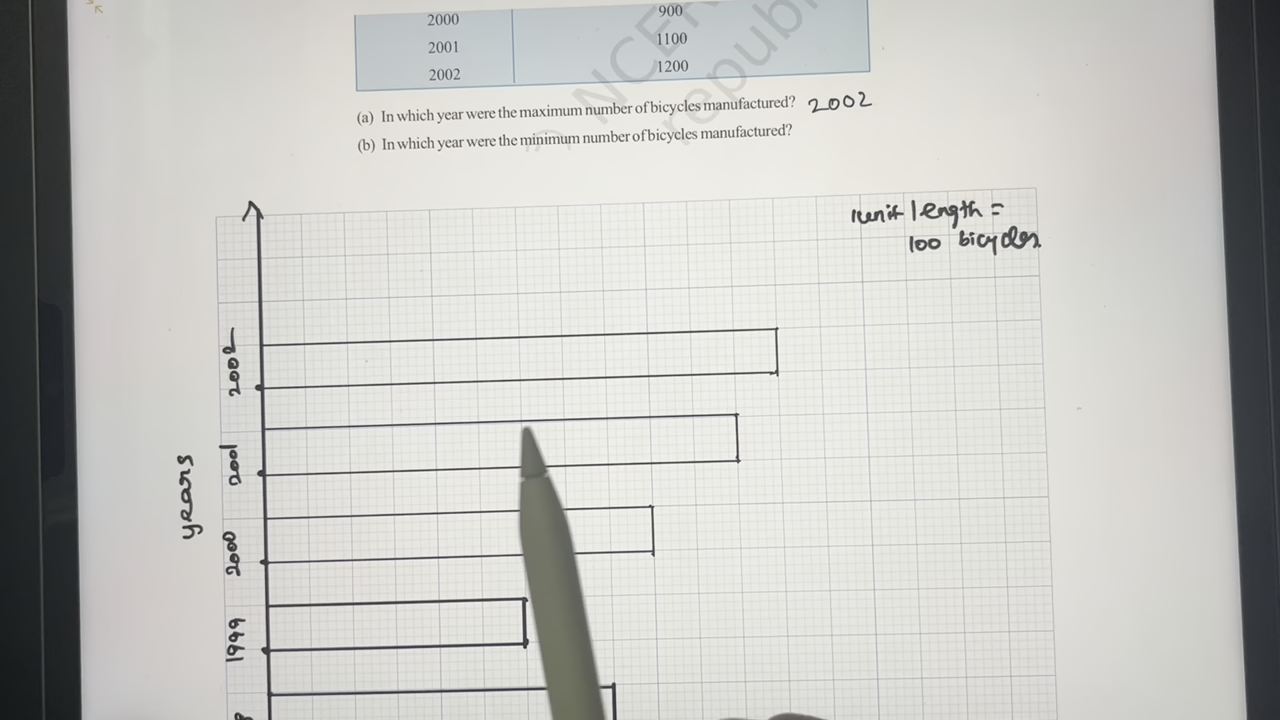 2000 900
2001 1100
2002 1200
(a) In which year were the maximum number of bicycles manufactured? 2002
(b) In which year were the minimum number of bicycles manufactured?
1unit length =
100 bicycles
2002
2001
years
2000
1999